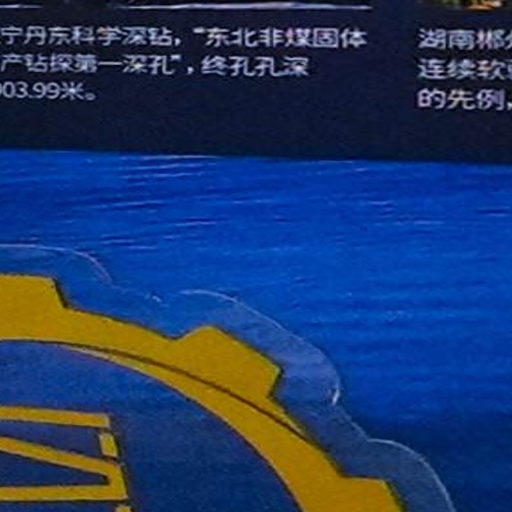 宁丹东科学深钻，“东北非煤固体
产钻探第一深孔”，终孔孔深
903.99米。
湖南郴
连续软
的先例，